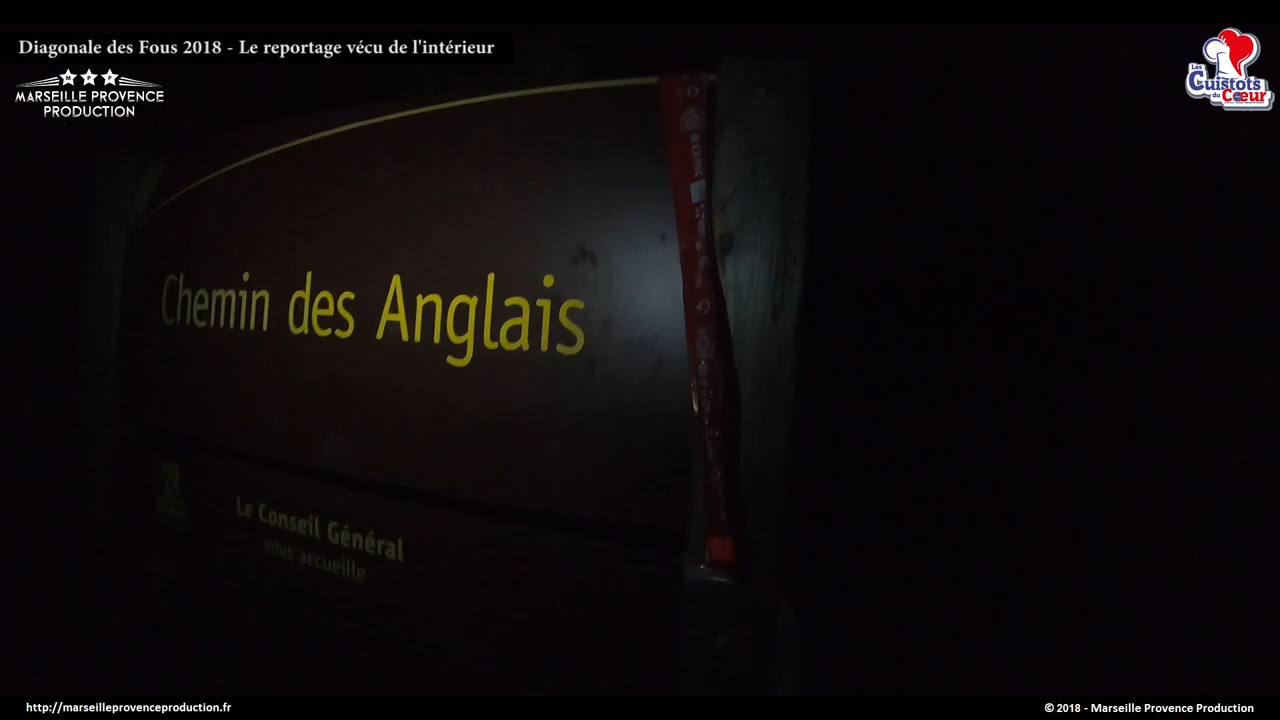 Diagonale des Fous 2018 - Le reportage vécu de l'intérieur
MARSEILLE PROVENCE
PRODUCTION
Les
Cuistots
du Cœur
Chemin des Anglais
Le Conseil Général
vous accueille
http://marseilleprovenceproduction.fr
© 2018 - Marseille Provence Production